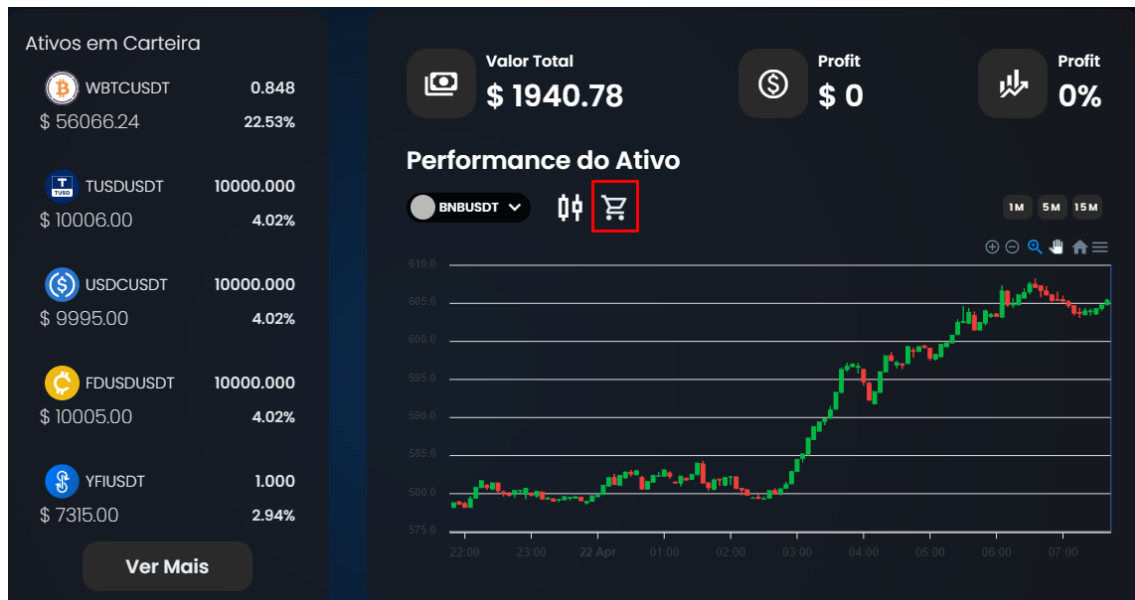 Ativos em Carteira
WBTCUSDT 0.848
$ 56066.24 22.53%
TUSDUSDT 10000.000
$ 10006.00 4.02%
USDCUSDT 10000.000
$ 9995.00 4.02%
FDUSDUSDT 10000.000
$ 10005.00 4.02%
YFIUSDT 1.000
$ 7315.00 2.94%
Ver Mais
Valor Total
$ 1940.78
Profit
$ 0
Profit
0%
Performance do Ativo
BNBUSDT
1M 5M 15M
610.0
605.0
600.0
595.0
590.0
585.0
580.0
575.0
22:00 23:00 22 Apr 01:00 02:00 03:00 04:00 05:00 06:00 07:00